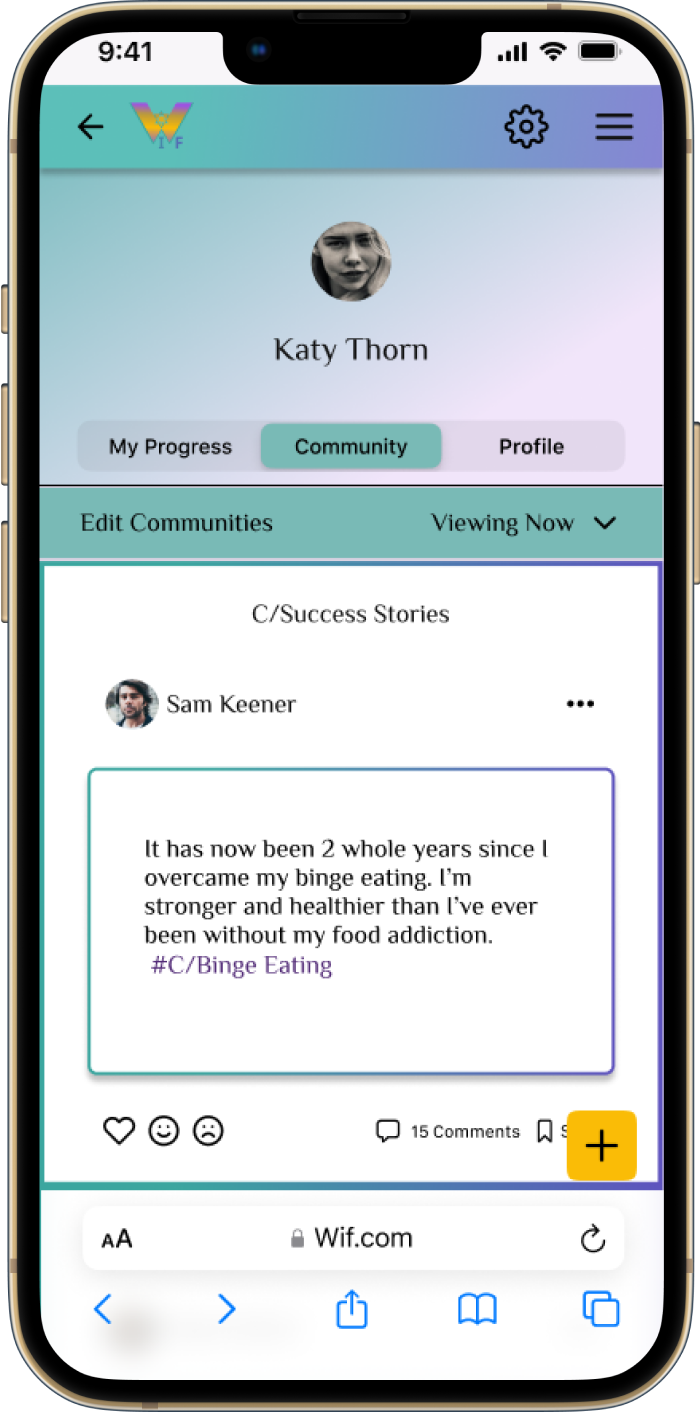 9:41
WIF
Katy Thorn
My Progress Community Profile
Edit Communities Viewing Now
C/Success Stories
Sam Keener
It has now been 2 whole years since I
overcame my binge eating. I’m
stronger and healthier than I’ve ever
been without my food addiction.
#C/Binge Eating
15 Comments
AA Wif.com